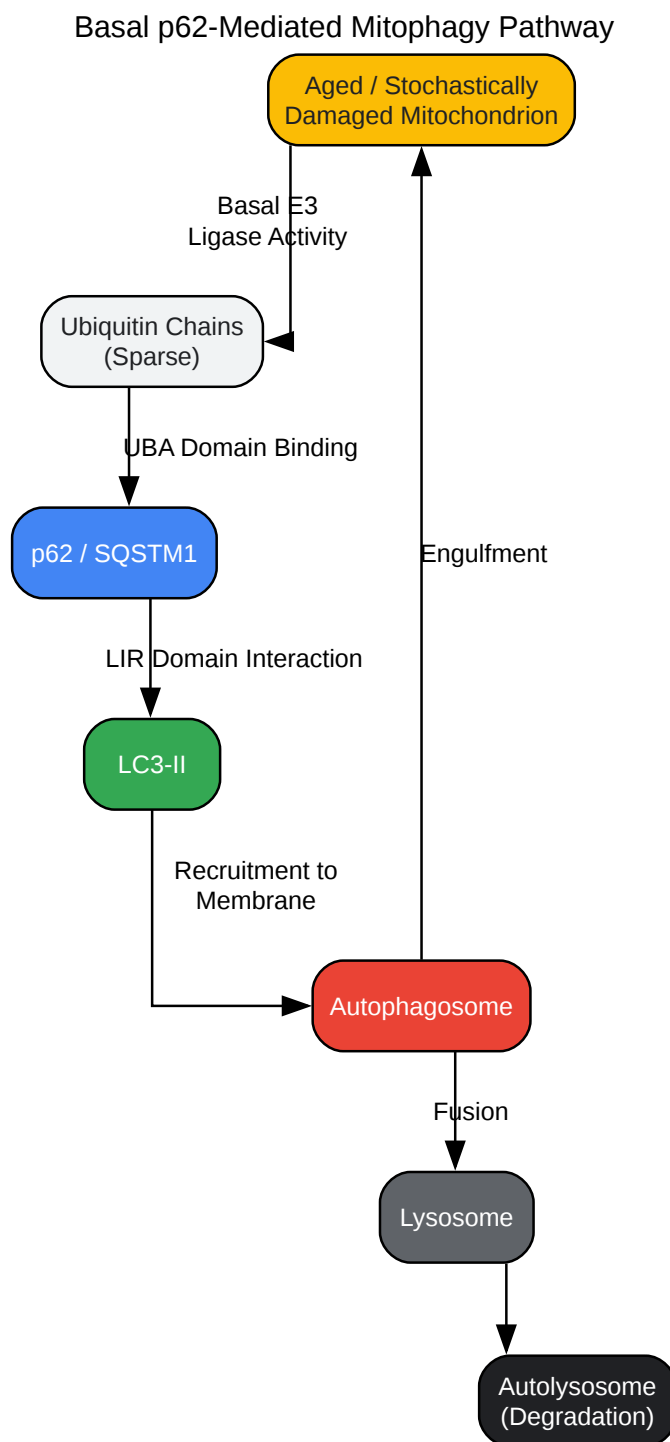 Basal p62-Mediated Mitophagy Pathway
Aged / Stochastically
Damaged Mitochondrion
Basal E3
Ligase Activity
Ubiquitin Chains
(Sparse)
UBA Domain Binding
p62 / SQSTM1
Engulfment
LIR Domain Interaction
LC3-II
Recruitment to
Membrane
Autophagosome
Fusion
Lysosome
Autolysosome
(Degradation)